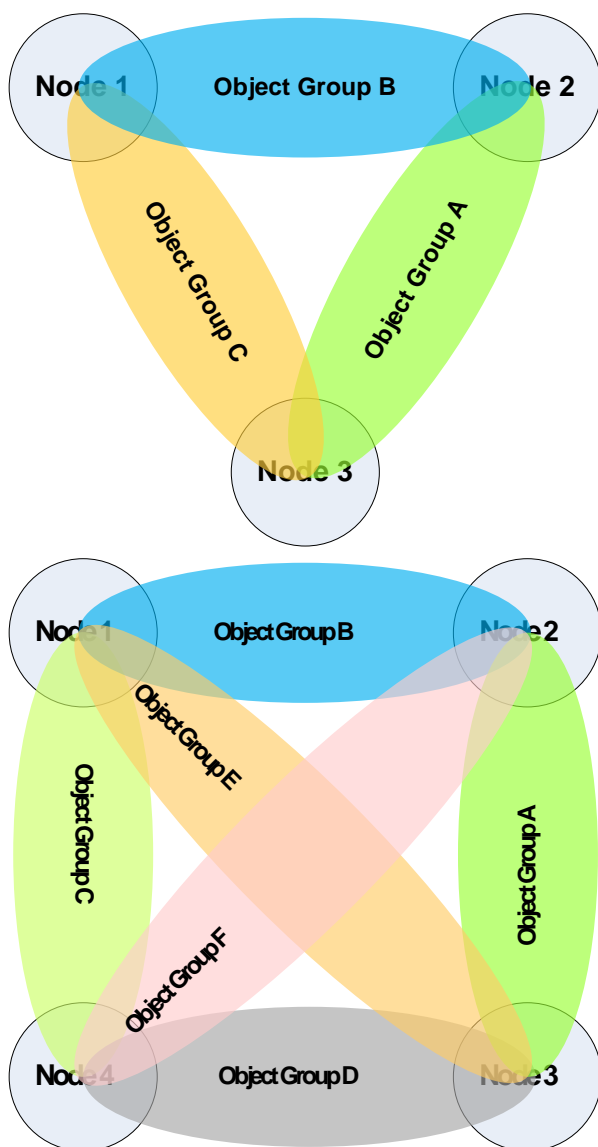 Node 1
Object Group B
Node 2
Object Group C
Object Group A
Node 3
Node 1
Object Group B
Node 2
Object Group E
Object Group C
Object Group A
Object Group F
Node 4
Object Group D
Node 3